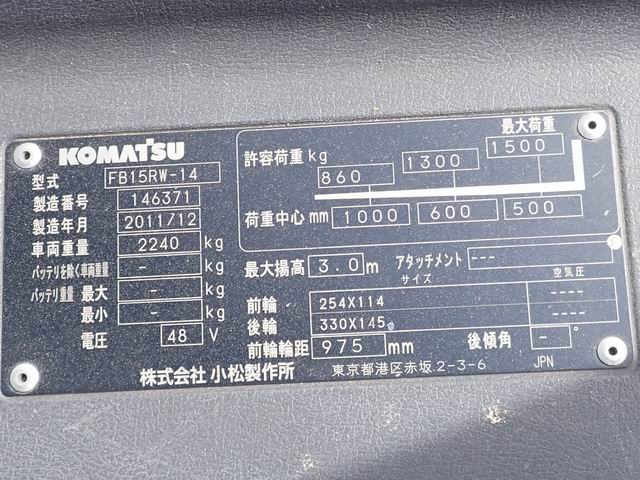 KOMATSU
型式 FB15RW-14
製造番号 146371
製造年月 2011/12
車両重量 2240 kg
バッテリを除く車両重量 - kg
バッテリ重量 最大 - kg
最小 - kg
電圧 48 V
最大荷重
許容荷重 kg 860 1300 1500
荷重中心 mm 1000 600 500
最大揚高 3.0 m アタッチメント ---
サイズ 空気圧
前輪 254X114 ----
後輪 330X145 ----
前輪輪距 975 mm 後傾角 - °
株式会社 小松製作所 東京都港区赤坂 2-3-6 JPN